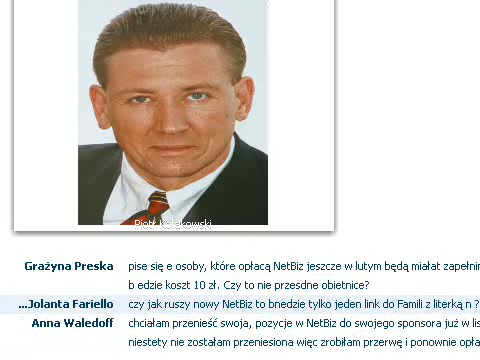 Piotr
Grażyna Preska pise się e osoby, które opłacą NetBiz jeszcze w lutym będą miałat zapełnir
b edzie koszt 10 zł. Czy to nie przesdne obietnice?
...Jolanta Fariello czy jak ruszy nowy NetBiz to bnedzie tylko jeden link do Famili z literką n ?
Anna Waledoff chciałam przenieść swoja, pozycje w NetBiz do swojego sponsora już w lis
niestety nie zostałam przeniesiona więc zrobiłam przerwę i ponownie opła